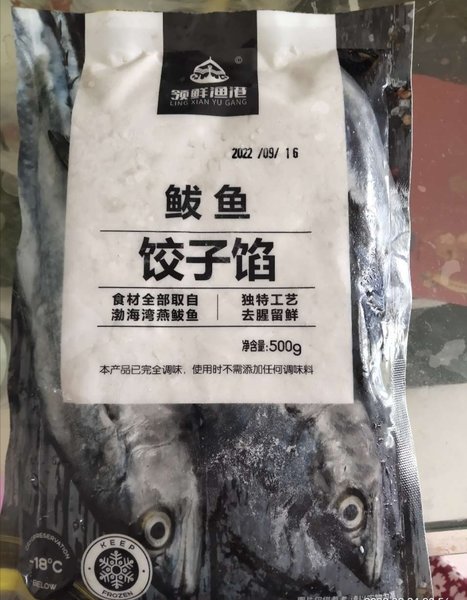 领鲜渔港
LING XIAN YU GANG
2022 /09/ 16
鲅鱼
饺子馅
食材全部取自
渤海湾燕鲅鱼
独特工艺
去腥留鲜
净含量:500g
本产品已完全调味，使用时不需添加任何调味料
-18°C
BELOW
KEEP
FROZEN